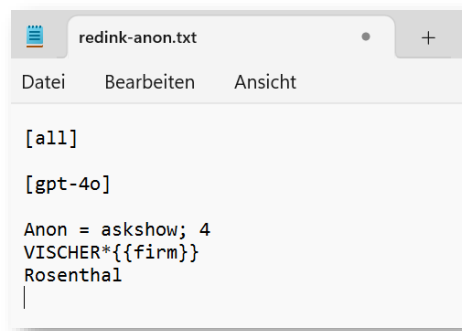 redink-anon.txt
Datei Bearbeiten Ansicht
[all]
[gpt-4o]
Anon = askshow; 4
VISCHER*{{firm}}
Rosenthal